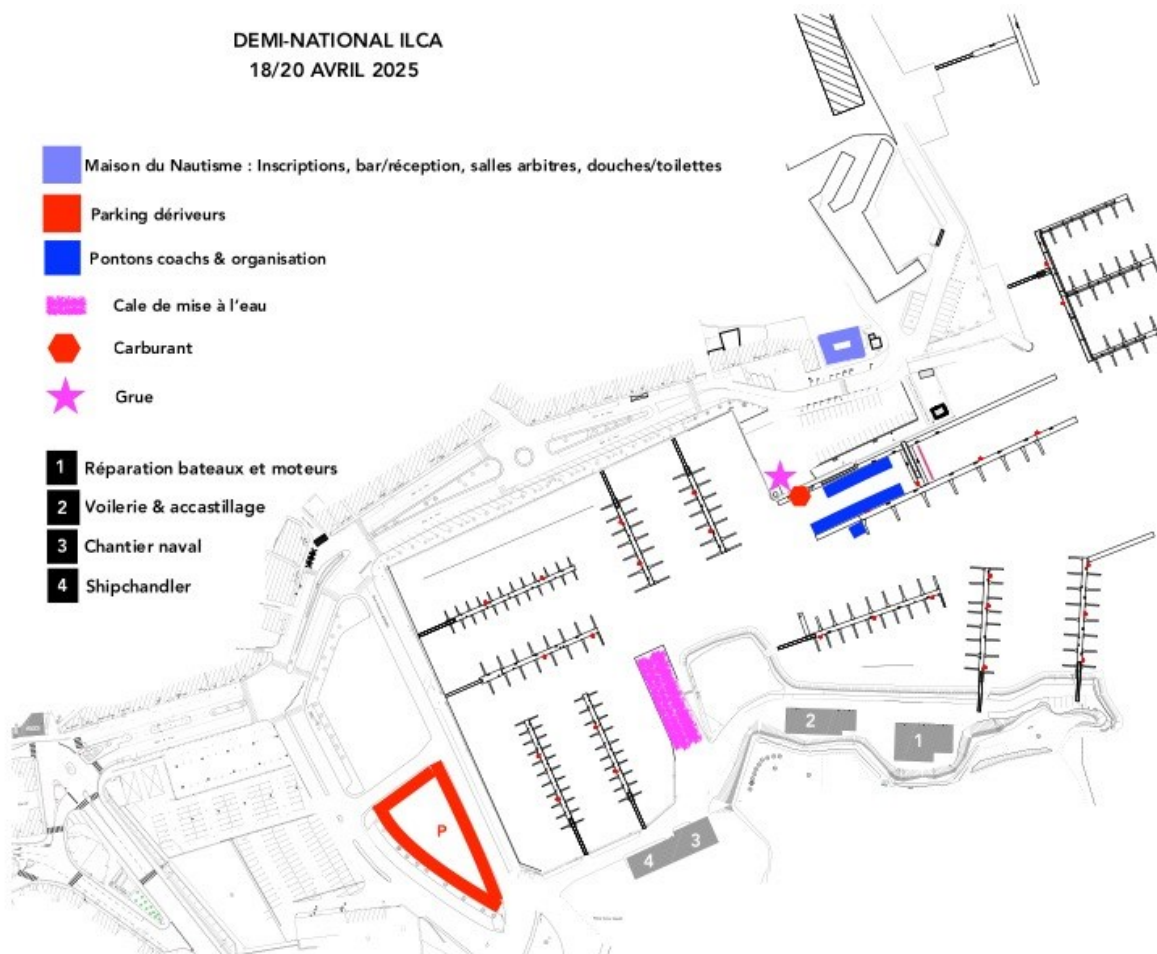 DEMI-NATIONAL ILCA
18/20 AVRIL 2025
Maison du Nautisme : Inscriptions, bar/réception, salles arbitres, douches/toilettes
Parking dériveurs
Pontons coachs & organisation
Cale de mise à l'eau
Carburant
Grue
1 Réparation bateaux et moteurs
2 Voilerie & accastillage
3 Chantier naval
4 Shipchandler
2
1
3
4
P